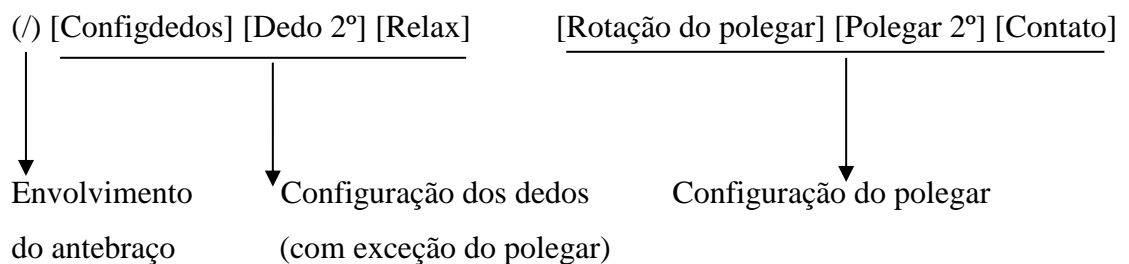 (/) [Configdedos] [Dedo 2º] [Relax] [Rotação do polegar] [Polegar 2º] [Contato]
Envolvimento Configuração dos dedos Configuração do polegar
do antebraço (com exceção do polegar)